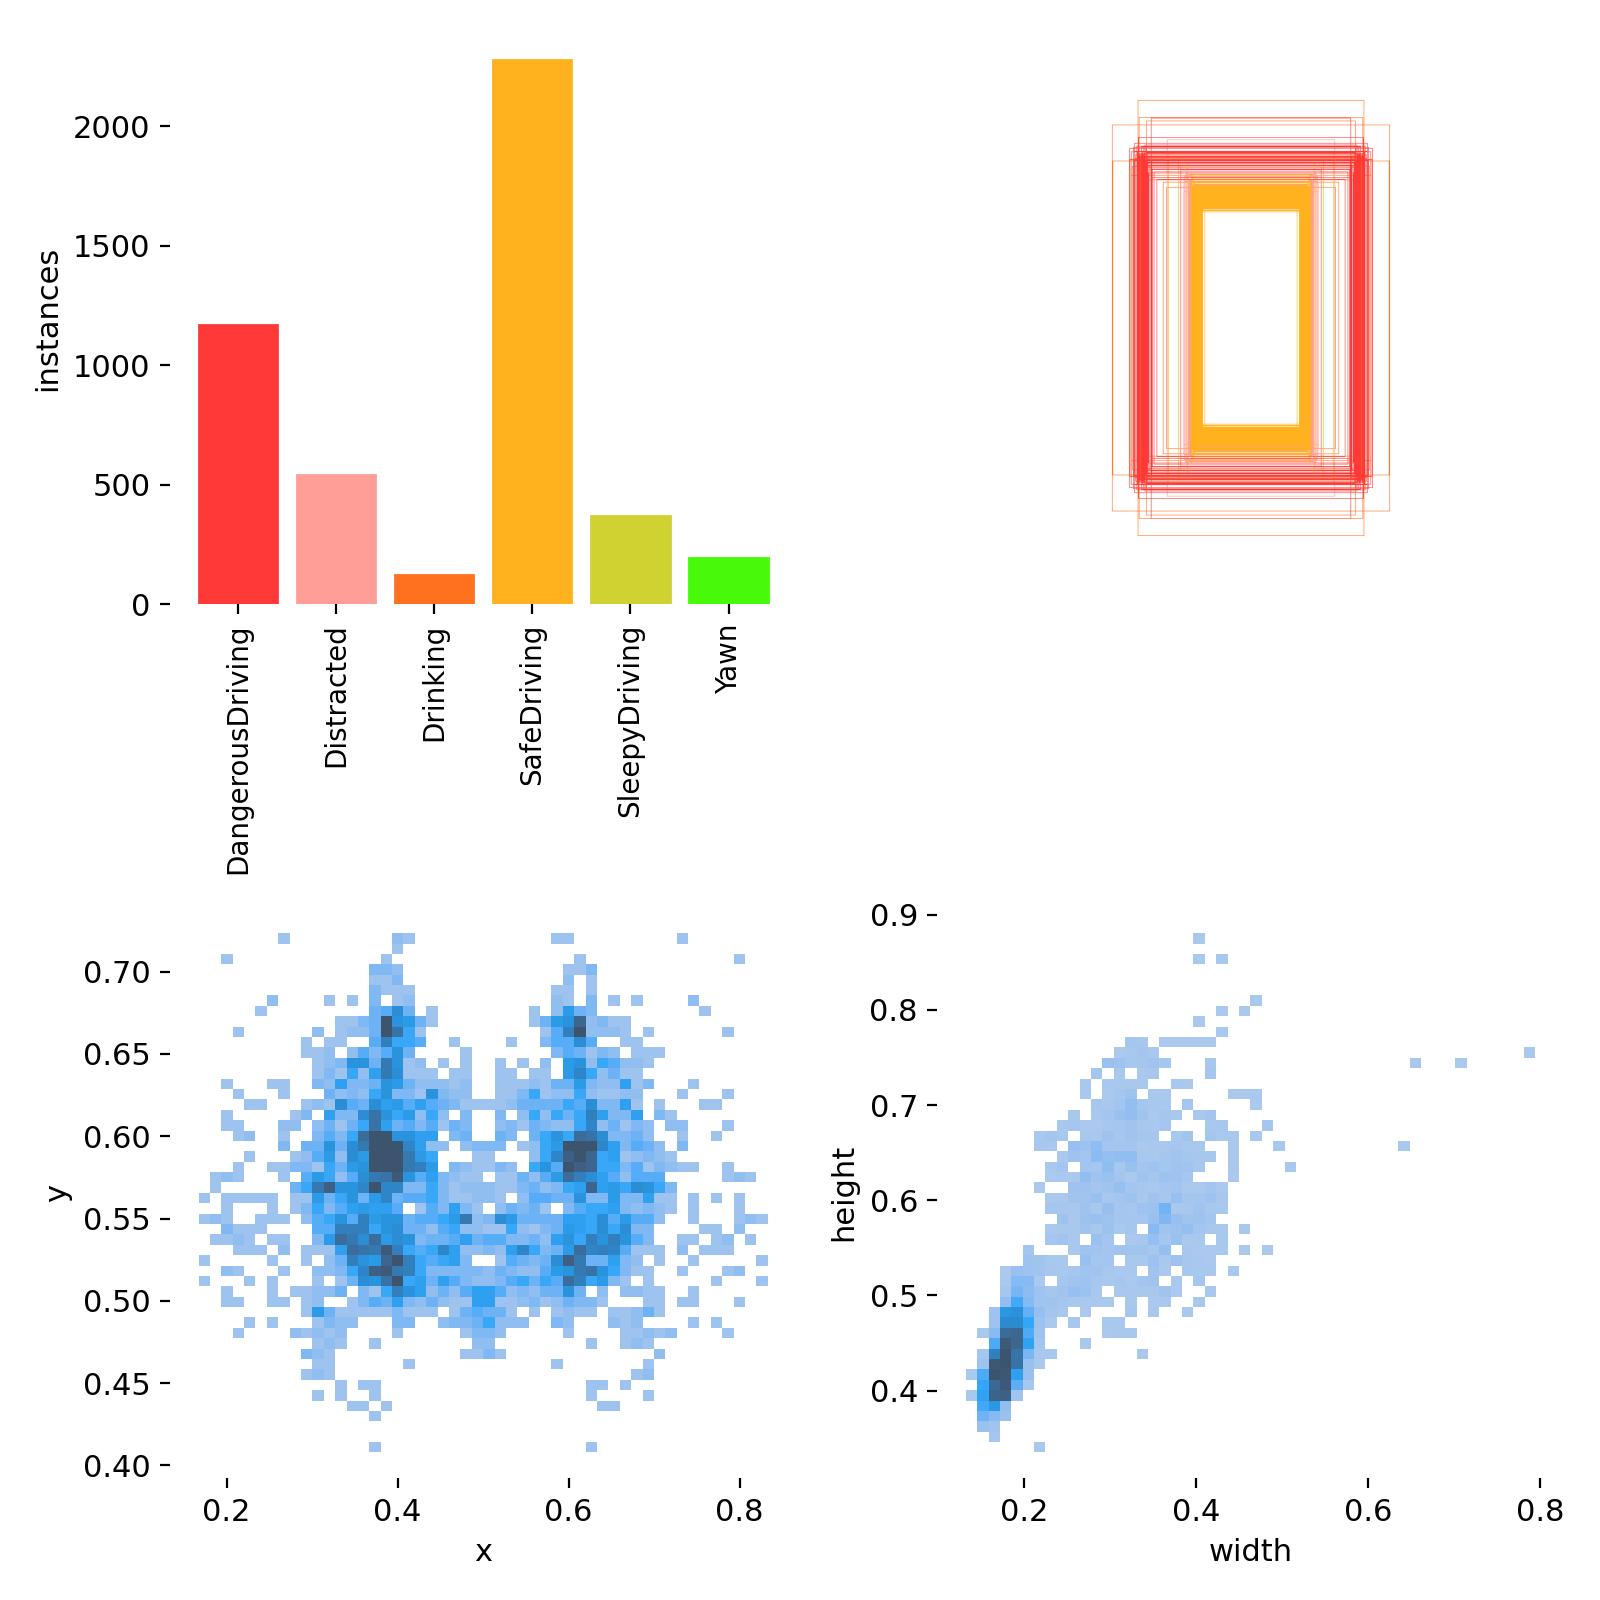 instances
2000
1500
1000
500
0
DangerousDriving
Distracted
Drinking
SafeDriving
SleepyDriving
Yawn
y
0.70
0.65
0.60
0.55
0.50
0.45
0.40
0.2 0.4 0.6 0.8
x
height
0.9
0.8
0.7
0.6
0.5
0.4
0.2 0.4 0.6 0.8
width